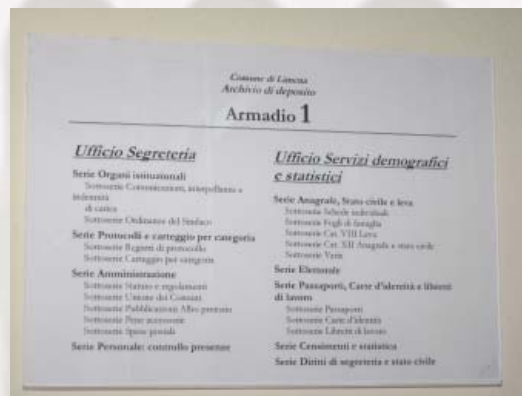 Comune di
Archivio di deposito
Armadio 1
Ufficio Segreteria
Serie Organi istituzionali
Sottoserie Comunicazioni, interpellanze e
indennità
di carica
Sottoserie Ordinanze del Sindaco
Serie Protocolli e carteggio per categoria
Sottoserie Registri di protocollo
Sottoserie Carteggio per categoria
Serie Amministrazione
Sottoserie Statuto e regolamenti
Sottoserie Unione dei Comuni
Sottoserie Pubblicazioni Albo pretorio
Sottoserie Pene accessorie
Sottoserie Spese postali
Serie Personale: controllo presenze
Ufficio Servizi demografici
e statistici
Serie Anagrafe, Stato civile e leva
Sottoserie Schede individuali
Sottoserie Fogli di famiglia
Sottoserie Cat. VIII Leva
Sottoserie Cat. XII Anagrafe e stato civile
Sottoserie Varie
Serie Elettorale
Serie Passaporti, Carte d'identità e libretti
di lavoro
Sottoserie Passaporti
Sottoserie Carte d'identità
Sottoserie Libretti di lavoro
Serie Censimenti e statistica
Serie Diritti di segreteria e stato civile